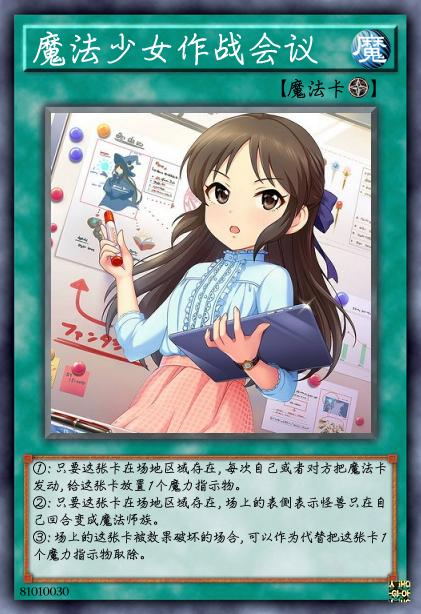 魔法少女作战会议
魔
【魔法卡】
ファンタジ
①：只要这张卡在场地区域存在，每次自己或者对方把魔法卡
发动，给这张卡放置1个魔力指示物。
②：只要这张卡在场地区域存在，场上的表侧表示怪兽只在自
己回合变成魔法师族。
③：场上的这张卡被效果破坏的场合，可以作为代替把这张卡1
个魔力指示物取除。
81010030